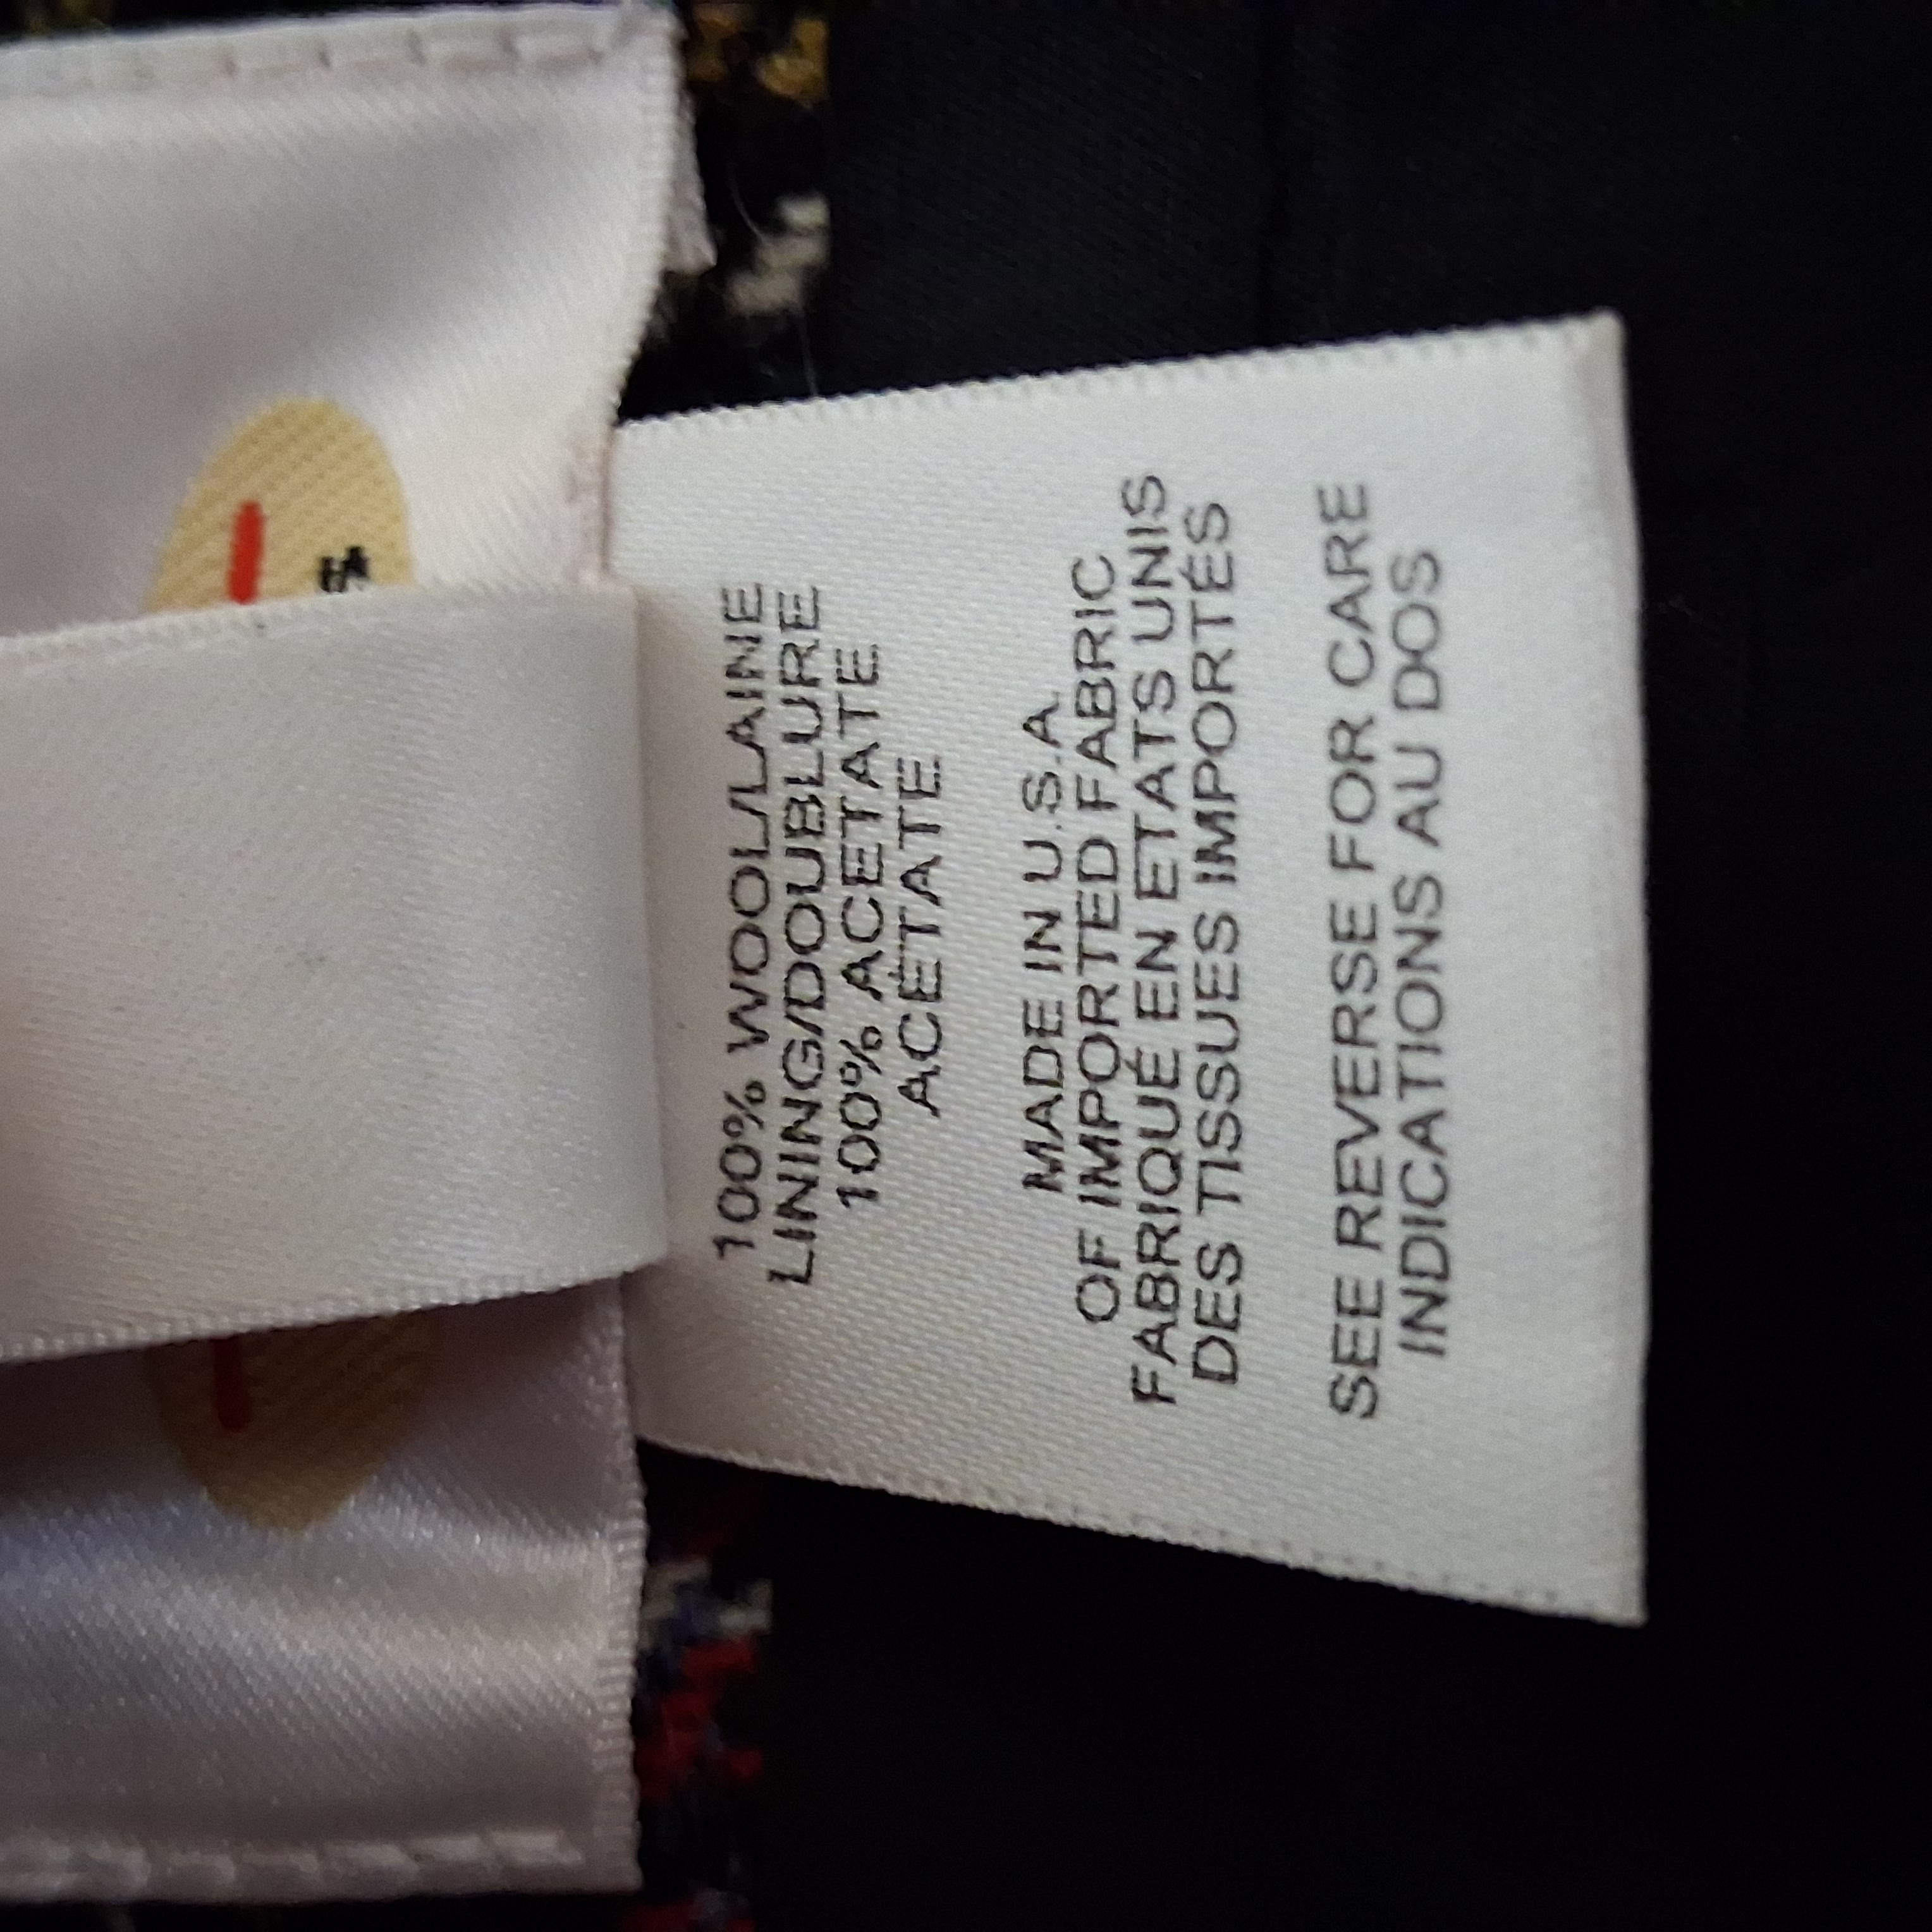 100% WOOL/LAINE
LINING/DOUBLURE
100% ACETATE
ACÉTATE
MADE IN U.S.A.
OF IMPORTED FABRIC
FABRIQUÉ EN ETATS UNIS
DES TISSUES IMPORTÉS
SEE REVERSE FOR CARE
INDICATIONS AU DOS